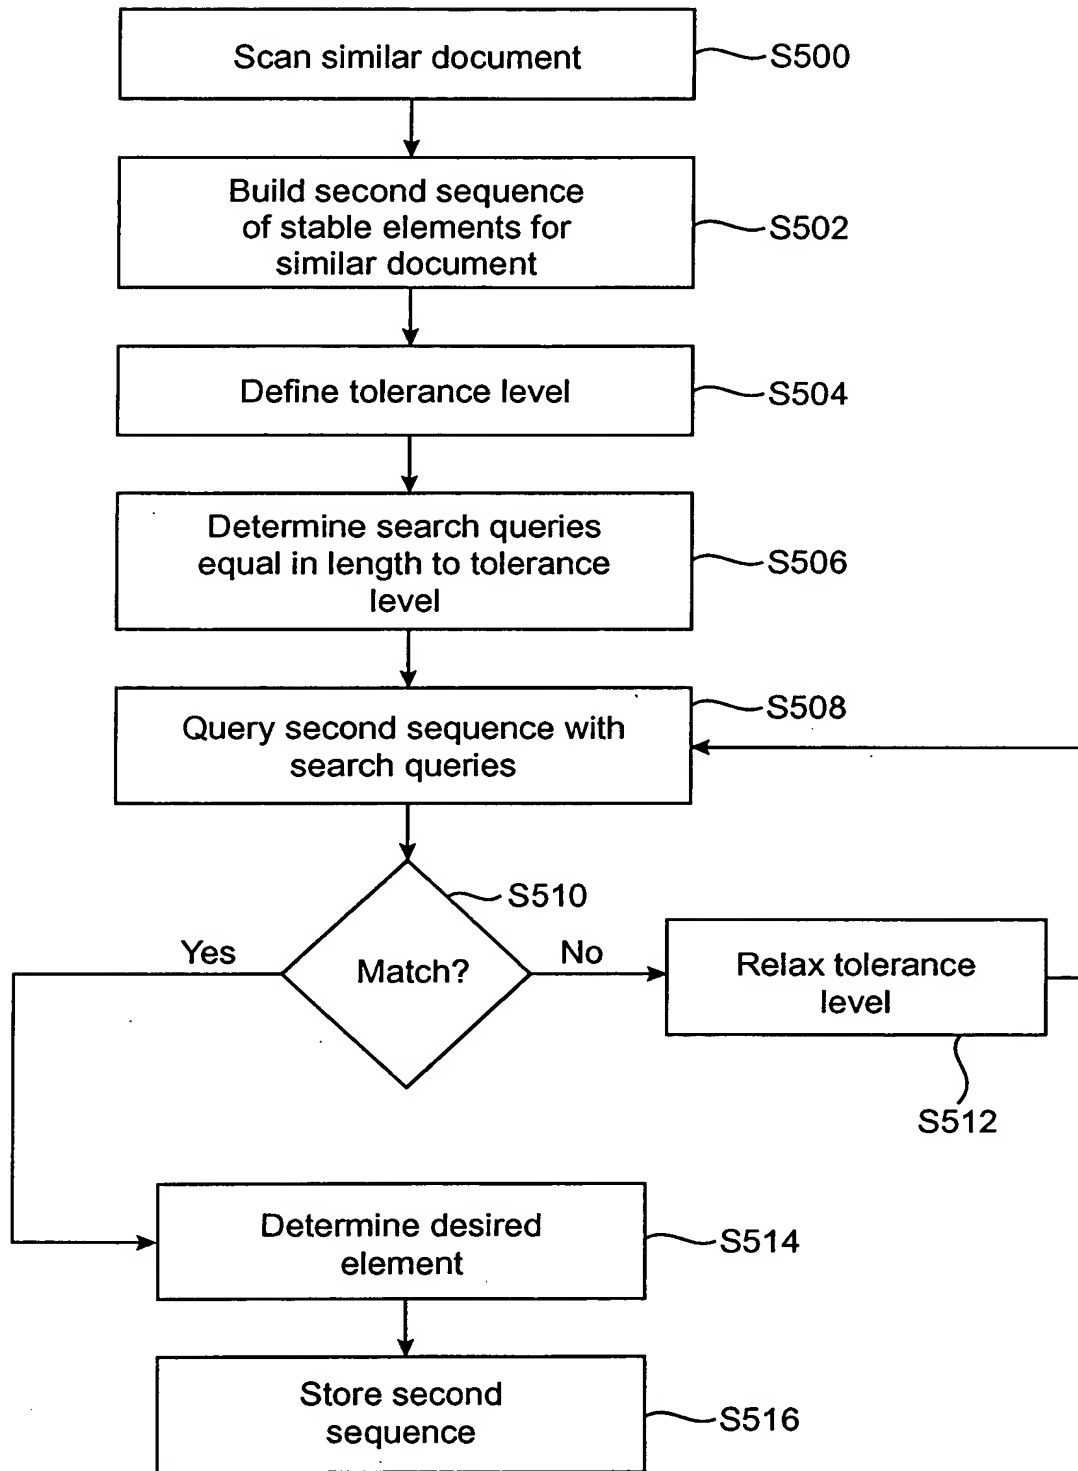 Scan similar document
S500
Build second sequence
of stable elements for
similar document
S502
Define tolerance level
S504
Determine search queries
equal in length to tolerance
level
S506
Query second sequence with
search queries
S508
S510
Match?
Yes
No
Relax tolerance
level
S512
Determine desired
element
S514
Store second
sequence
S516